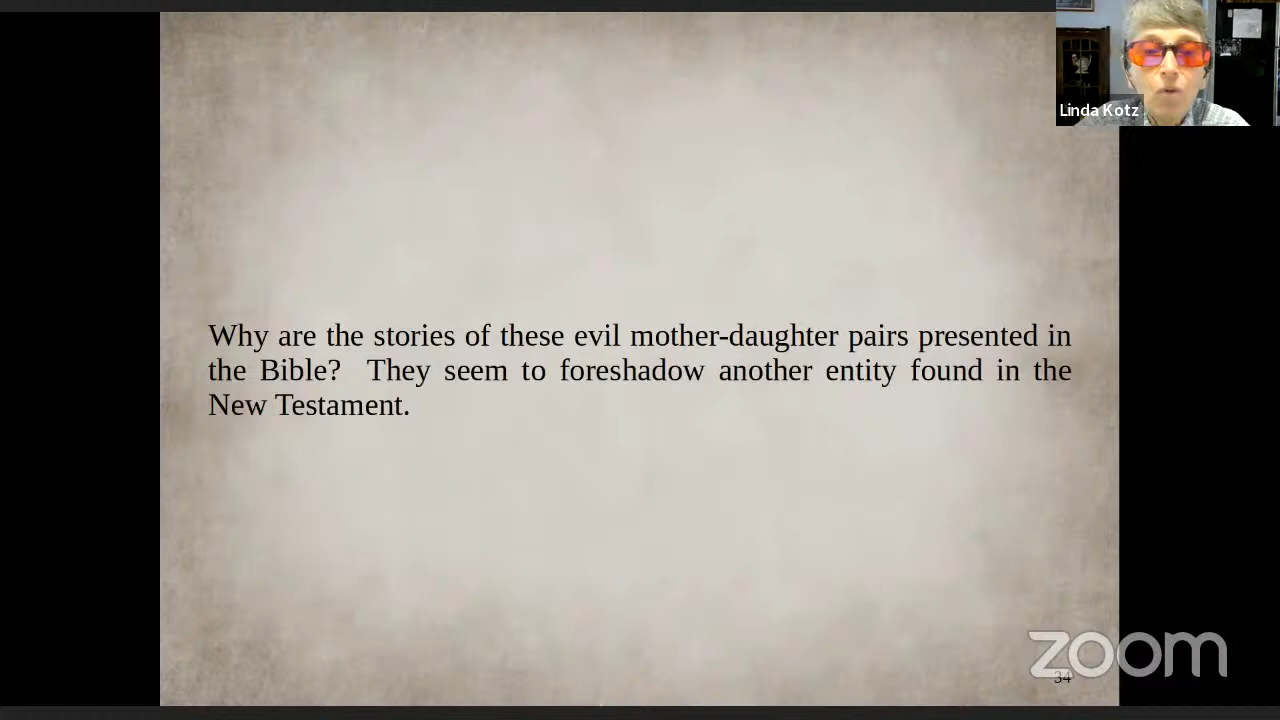 Linda Kotz
Why are the stories of these evil mother-daughter pairs presented in
the Bible?  They seem to foreshadow another entity found in the
New Testament.
zoom
34